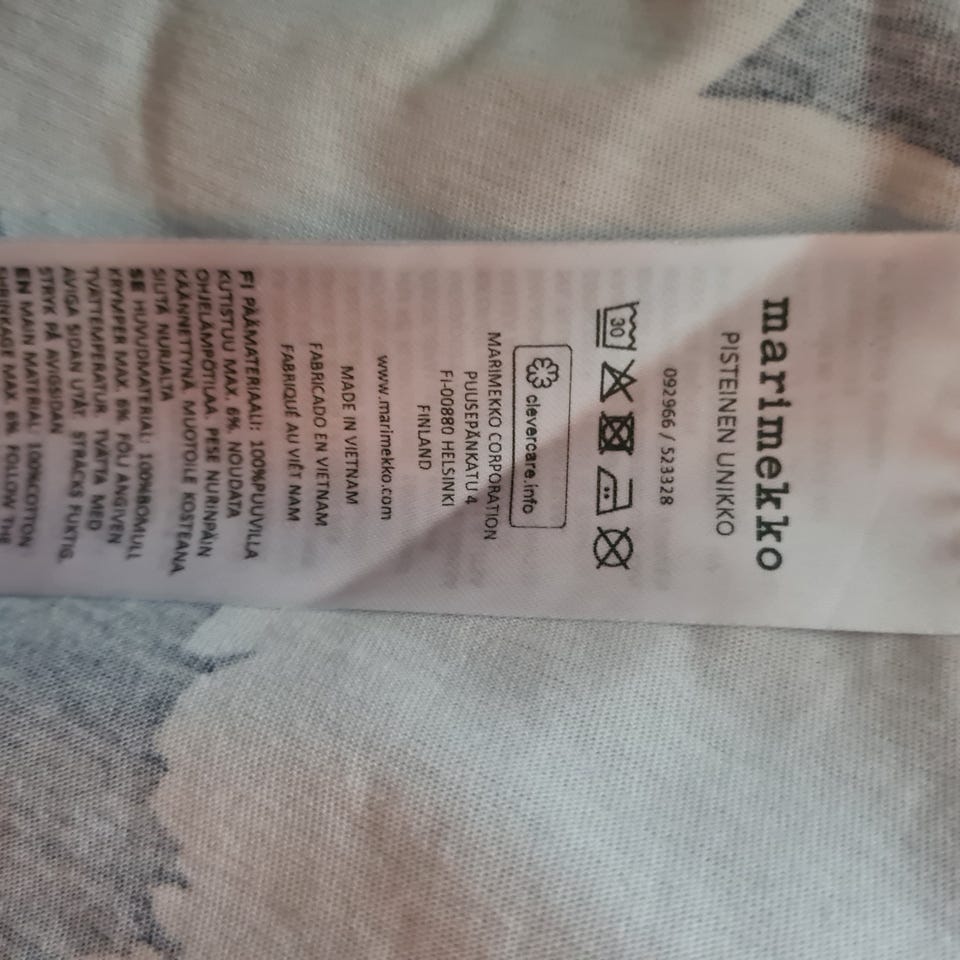 marimekko
PISTEINEN UNIKKO
092966 / 523328
30
clevercare.info
MARIMEKKO CORPORATION
PUUSEPÄNKATU 4
FI-00880 HELSINKI
FINLAND
www.marimekko.com
MADE IN VIETNAM
FABRICADO EN VIETNAM
FABRIQUÉ AU VIÊT NAM
FI PÄÄMATERIAALI: 100%PUUVILLA
KUTISTUU MAX. 6%. NOUDATA
OHJELÄMPÖTILAA. PESE NURINPÄIN
KÄÄNNETTYNÄ. MUOTOILE KOSTEANA.
SILITÄ NURJALTA
SE HUVUDMATERIAL: 100%BOMULL
KRYMPER MAX. 6%. FÖLJ ANGIVEN
TVÄTTEMPERATUR. TVÄTTA MED
AVIGA SIDAN UTÅT. STRÄCKS FUKTIG.
STRYK PÅ AVIGSIDAN
EN MAIN MATERIAL: 100%COTTON
SHRINKAGE MAX. 6%. FOLLOW THE